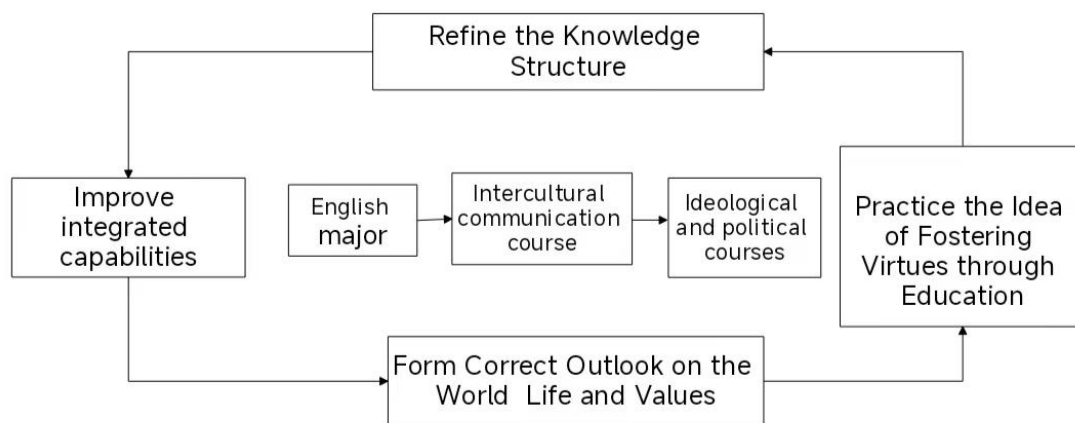 Refine the Knowledge
Structure
Improve
integrated
capabilities
English
major
Intercultural
communication
course
Ideological
and political
courses
Practice the Idea
of Fostering
Virtues through
Education
Form Correct Outlook on the
World Life and Values